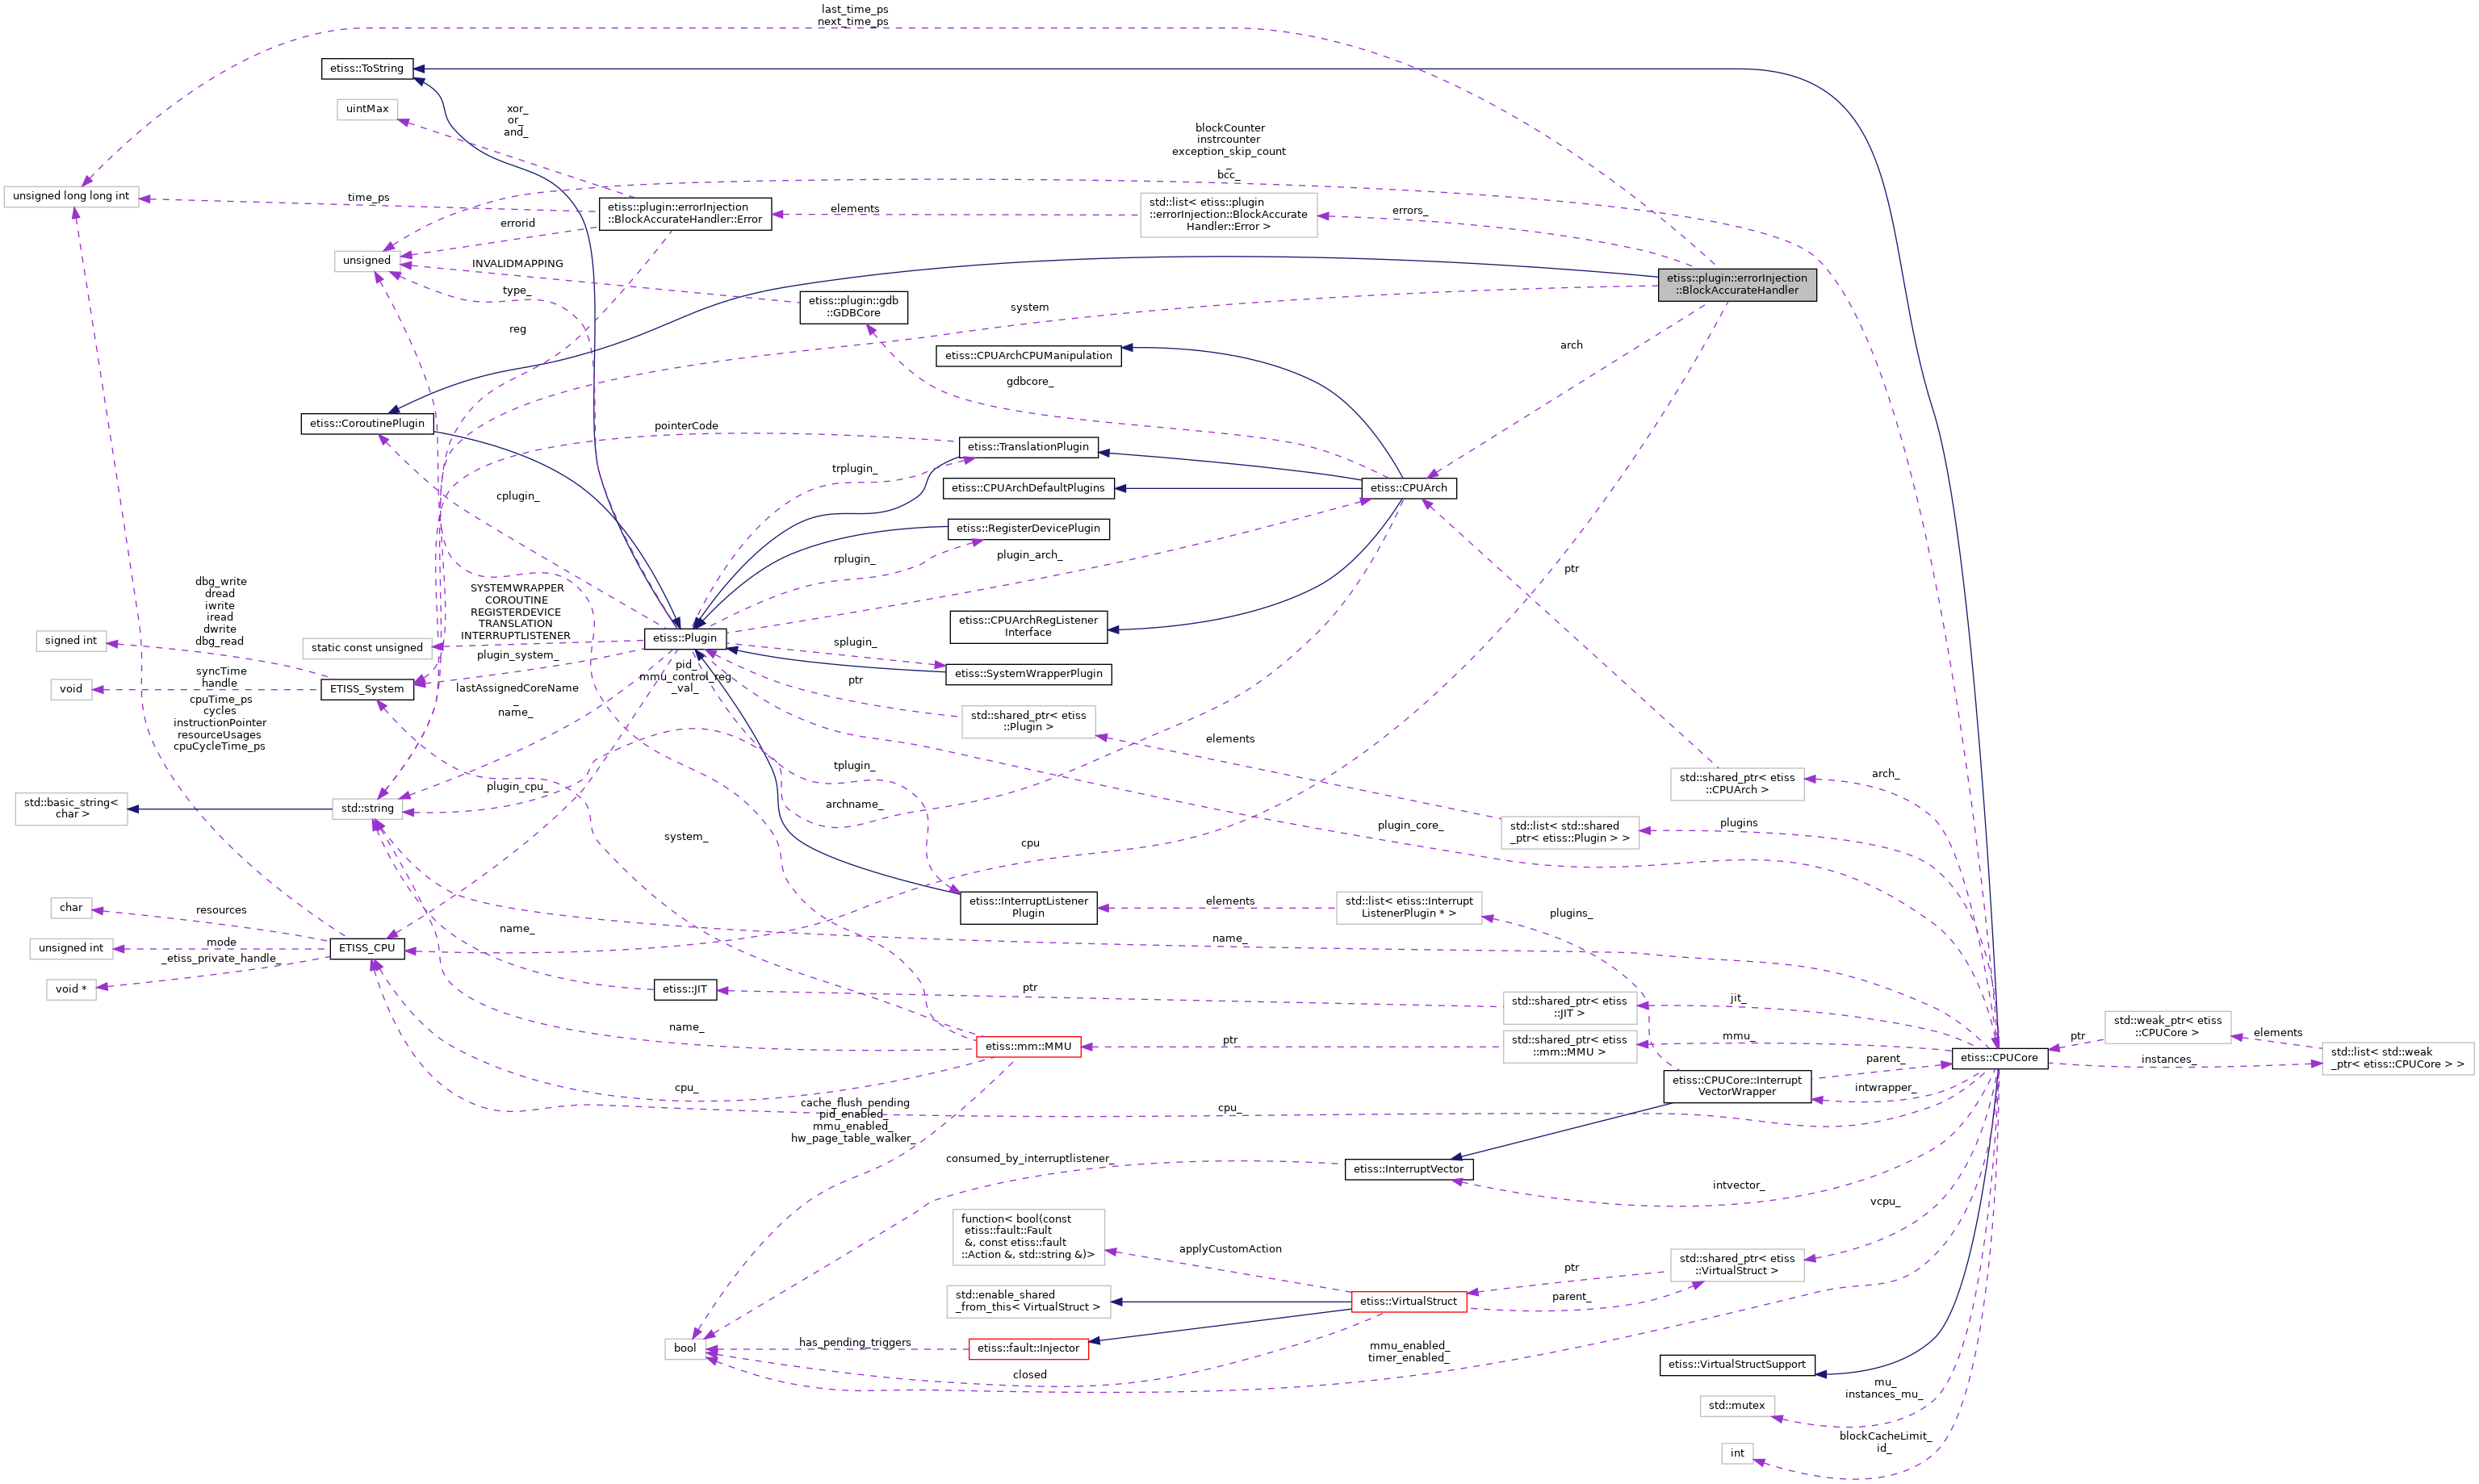 last_time_ps
next_time_ps
etiss::ToString
uintMax
xor_
or_
and_
blockCounter
instrcounter
exception_skip_count
_
bcc_
unsigned long long int
time_ps
etiss::plugin::errorInjection
::BlockAccurateHandler::Error
elements
std::list< etiss::plugin
::errorInjection::BlockAccurate
Handler::Error >
errors_
errorid
unsigned
INVALIDMAPPING
type_
etiss::plugin::gdb
::GDBCore
system
etiss::plugin::errorInjection
::BlockAccurateHandler
reg
etiss::CPUArchCPUManipulation
arch
gdbcore_
etiss::CoroutinePlugin
pointerCode
etiss::TranslationPlugin
trplugin_
cplugin_
etiss::CPUArchDefaultPlugins
etiss::CPUArch
etiss::RegisterDevicePlugin
rplugin_
plugin_arch_
ptr
dbg_write
dread
iwrite
iread
dwrite
dbg_read
SYSTEMWRAPPER
COROUTINE
REGISTERDEVICE
TRANSLATION
INTERRUPTLISTENER
etiss::CPUArchRegListener
Interface
signed int
static const unsigned
etiss::Plugin
splugin_
plugin_system_
pid_
mmu_control_reg
_val_
etiss::SystemWrapperPlugin
void
syncTime
handle
ETISS_System
lastAssignedCoreName
_
name_
ptr
std::shared_ptr< etiss
::Plugin >
cpuTime_ps
cycles
instructionPointer
resourceUsages
cpuCycleTime_ps
elements
tplugin_
plugin_cpu_
archname_
std::shared_ptr< etiss
::CPUArch >
arch_
std::basic_string<
char >
std::string
plugin_core_
std::list< std::shared
_ptr< etiss::Plugin > >
plugins
system_
cpu
char
resources
etiss::InterruptListener
Plugin
elements
std::list< etiss::Interrupt
ListenerPlugin * >
plugins_
name_
name_
unsigned int
mode
ETISS_CPU
_etiss_private_handle_
void *
etiss::JIT
ptr
std::shared_ptr< etiss
::JIT >
jit_
name_
etiss::mm::MMU
ptr
std::shared_ptr< etiss
::mm::MMU >
mmu_
parent_
etiss::CPUCore
ptr
std::weak_ptr< etiss
::CPUCore >
elements
instances_
std::list< std::weak
_ptr< etiss::CPUCore > >
cpu_
etiss::CPUCore::Interrupt
VectorWrapper
intwrapper_
cache_flush_pending
pid_enabled_
mmu_enabled_
hw_page_table_walker_
cpu_
consumed_by_interruptlistener_
etiss::InterruptVector
intvector_
vcpu_
function< bool(const
etiss::fault::Fault
&, const etiss::fault
::Action &, std::string &)>
applyCustomAction
ptr
std::shared_ptr< etiss
::VirtualStruct >
std::enable_shared
_from_this< VirtualStruct >
etiss::VirtualStruct
parent_
bool
has_pending_triggers
etiss::fault::Injector
closed
mmu_enabled_
timer_enabled_
etiss::VirtualStructSupport
mu_
instances_mu_
std::mutex
blockCacheLimit_
id_
int